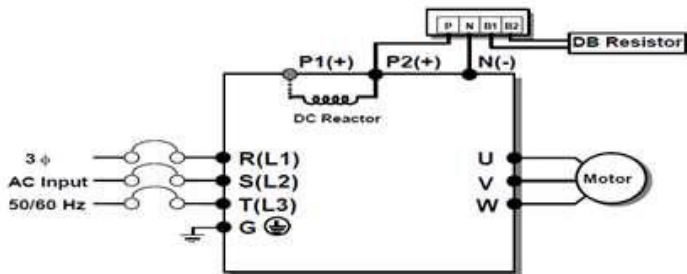 P N B1 B2
DB Resistor
P1(+) P2(+) N(-)
DC Reactor
3 ϕ
AC Input
50/60 Hz
R(L1)
S(L2)
T(L3)
G
U
V
W
Motor